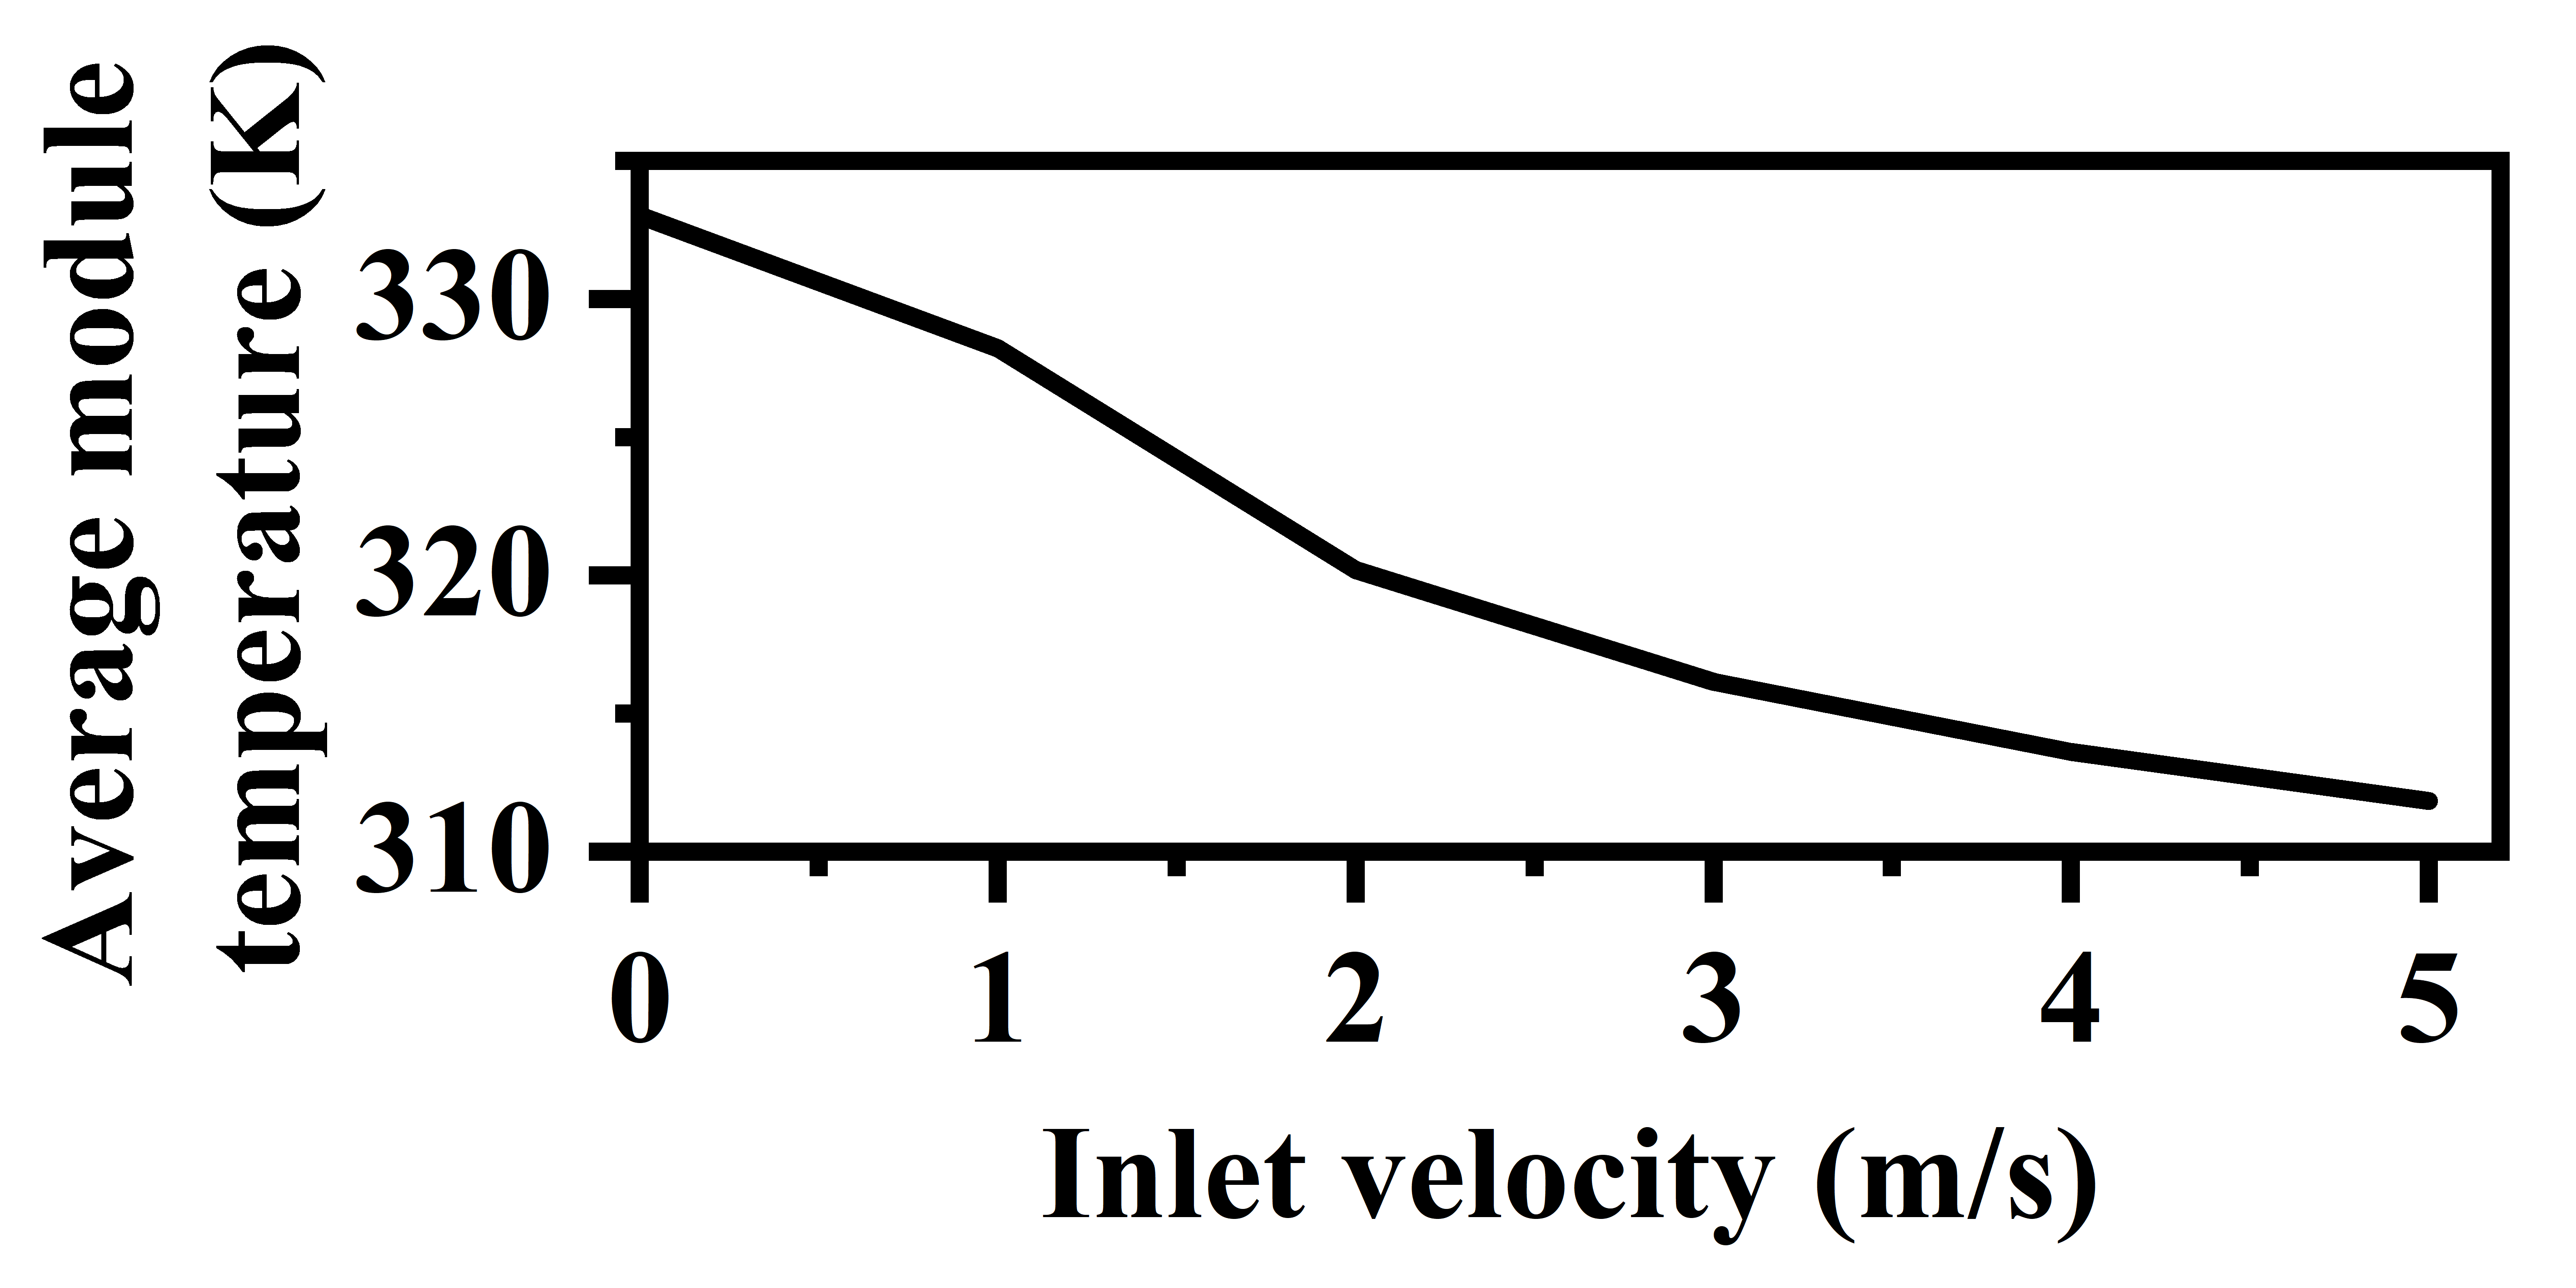 Average module
temperature (K)
330
320
310
0 1 2 3 4 5
Inlet velocity (m/s)